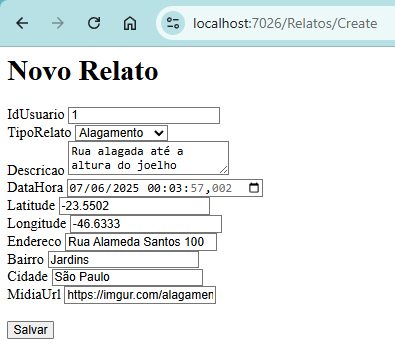 localhost:7026/Relatos/Create
Novo Relato
IdUsuario 1
TipoRelato Alagamento
Rua alagada até a
altura do joelho
Descricao
DataHora 07/06/2025 00:03:57,002
Latitude -23.5502
Longitude -46.6333
Endereco Rua Alameda Santos 100
Bairro Jardins
Cidade São Paulo
MidiaUrl https://imgur.com/alagamen
Salvar